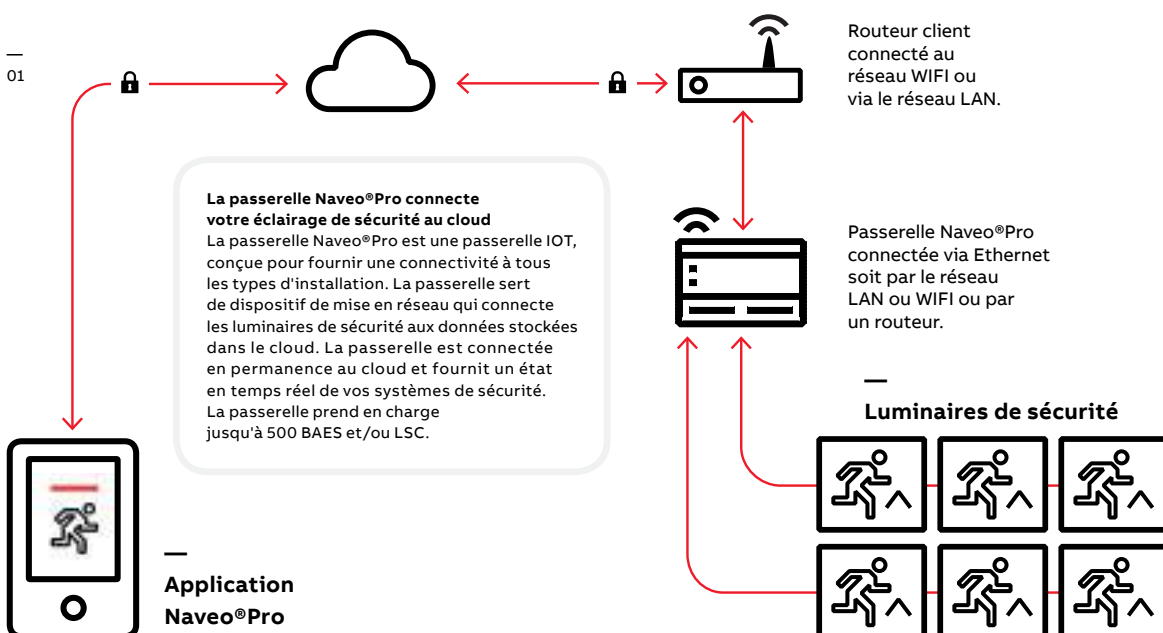 —
01
Routeur client
connecté au
réseau WIFI ou
via le réseau LAN.
La passerelle Naveo®Pro connecte
votre éclairage de sécurité au cloud
La passerelle Naveo®Pro est une passerelle IOT,
conçue pour fournir une connectivité à tous
les types d'installation. La passerelle sert
de dispositif de mise en réseau qui connecte
les luminaires de sécurité aux données stockées
dans le cloud. La passerelle est connectée
en permanence au cloud et fournit un état
en temps réel de vos systèmes de sécurité.
La passerelle prend en charge
jusqu'à 500 BAES et/ou LSC.
Passerelle Naveo®Pro
connectée via Ethernet
soit par le réseau
LAN ou WIFI ou par
un routeur.
—
Luminaires de sécurité
—
Application
Naveo®Pro